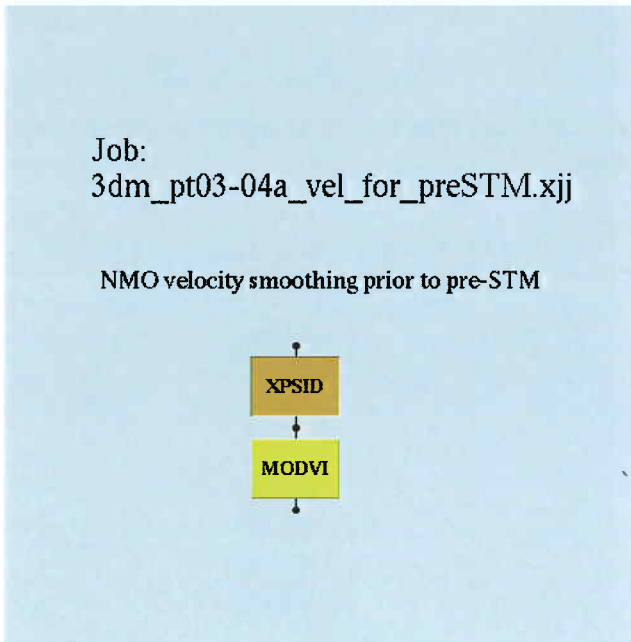 Job:
3dm_pt03-04a_vel_for_preSTM.xjj
NMO velocity smoothing prior to pre-STM
XPSID
MODVI